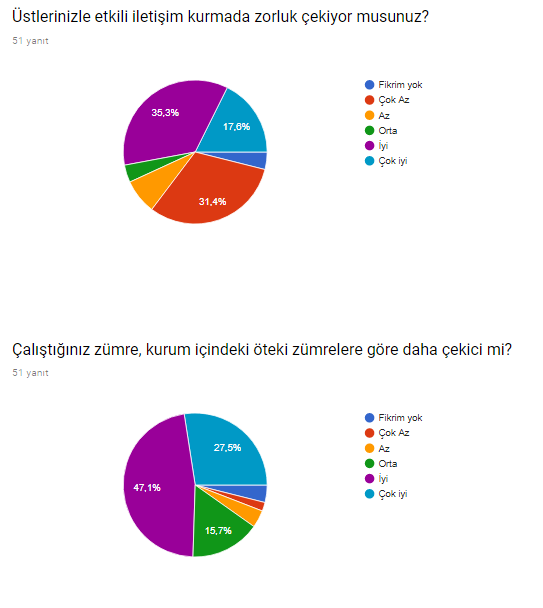 Üstlerinizle etkili iletişim kurmada zorluk çekiyor musunuz?
51 yanıt
35,3%
17,6%
31,4%
Fikrim yok
Çok Az
Az
Orta
İyi
Çok iyi
Çalıştığınız zümre, kurum içindeki öteki zümrelere göre daha çekici mi?
51 yanıt
27,5%
47,1%
15,7%
Fikrim yok
Çok Az
Az
Orta
İyi
Çok iyi